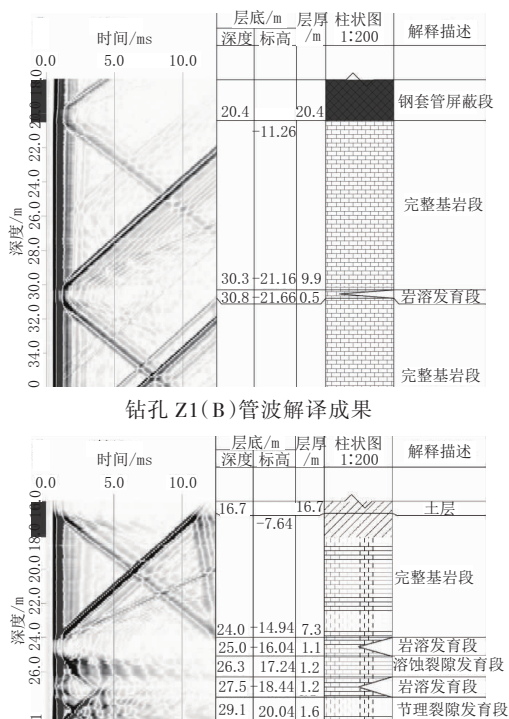 时间/ms
0.0 5.0 10.0
层底/m 层厚 柱状图 解释描述
深度 标高 /m 1:200
深度/m
20.0 22.0 24.0 26.0 28.0 30.0 32.0 34.0
20.4 20.4 钢套管屏蔽段
-11.26
完整基岩段
30.3 -21.16 9.9
30.8 -21.66 0.5 岩溶发育段
完整基岩段
钻孔 Z1(B)管波解译成果
时间/ms
0.0 5.0 10.0
层底/m 层厚 柱状图 解释描述
深度 标高 /m 1:200
深度/m
20.0 22.0 24.0 26.0
16.7 16.7 土层
-7.64
完整基岩段
24.0 -14.94 7.3
25.0 -16.04 1.1 岩溶发育段
26.3 17.24 1.2 溶蚀裂隙发育段
27.5 -18.44 1.2 岩溶发育段
29.1 20.04 1.6 节理裂隙发育段